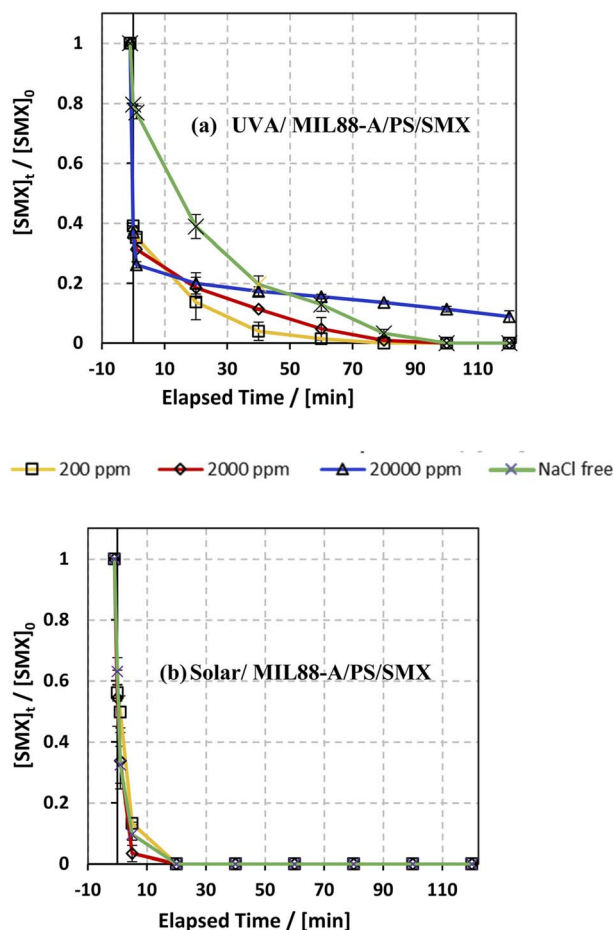 1
0.8
0.6
0.4
0.2
0
[SMX]t / [SMX]0
(a) UVA/ MIL88-A/PS/SMX
-10 10 30 50 70 90 110
Elapsed Time / [min]
200 ppm 2000 ppm 20000 ppm NaCl free
1
0.8
0.6
0.4
0.2
0
[SMX]t / [SMX]0
(b) Solar/ MIL88-A/PS/SMX
-10 10 30 50 70 90 110
Elapsed Time / [min]